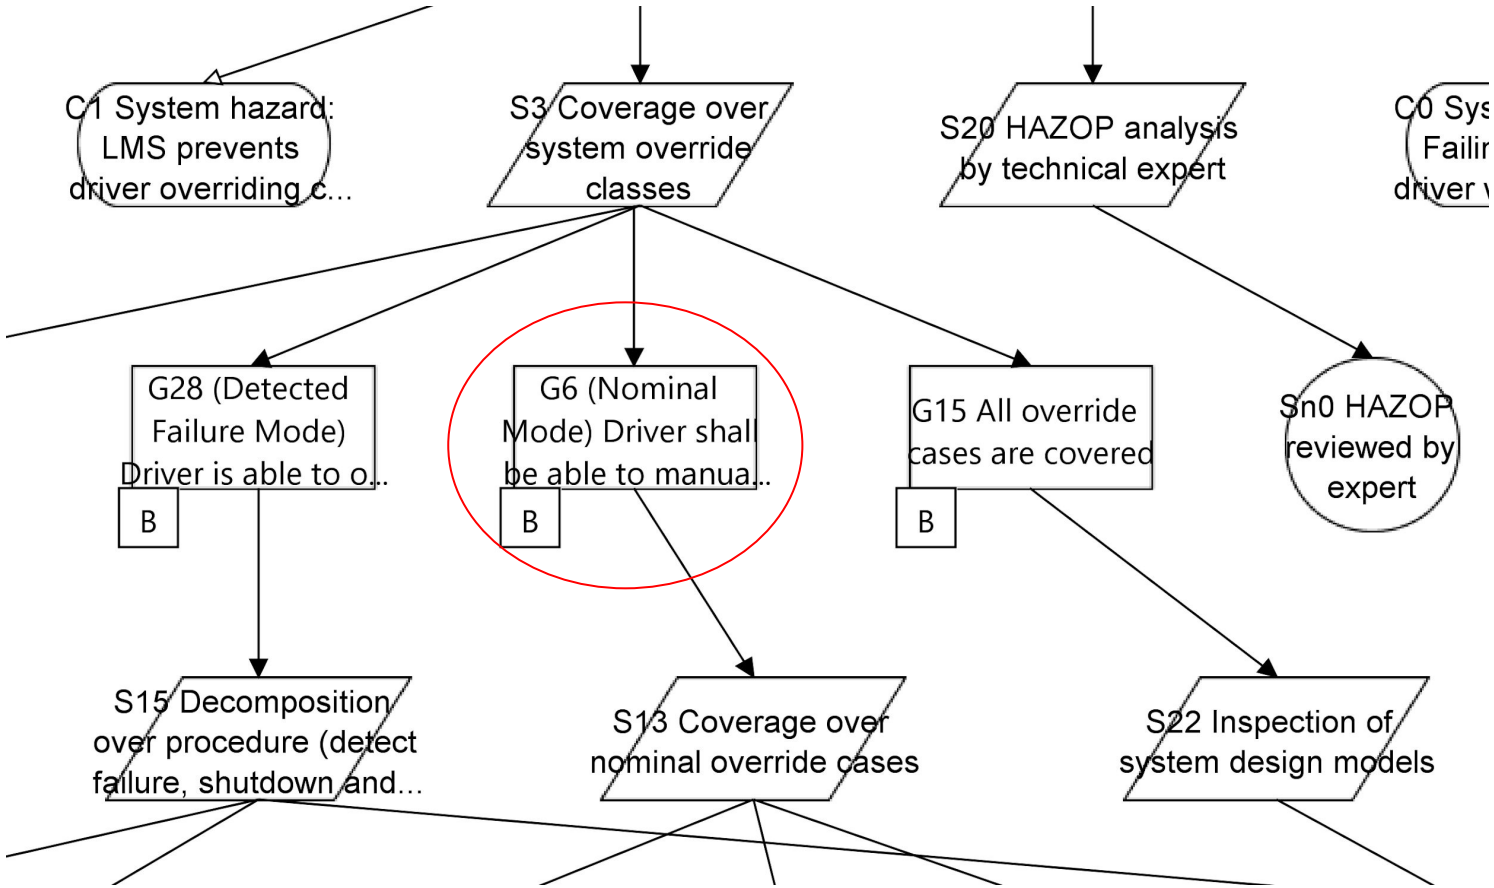 C1 System hazard:
LMS prevents
driver overriding c...
S3 Coverage over
system override
classes
S20 HAZOP analysis
by technical expert
C0 Sys
Failin
driver w
G28 (Detected
Failure Mode)
Driver is able to o...
B
G6 (Nominal
Mode) Driver shall
be able to manua...
B
G15 All override
cases are covered
B
Sn0 HAZOP
reviewed by
expert
S15 Decomposition
over procedure (detect
failure, shutdown and...
S13 Coverage over
nominal override cases
S22 Inspection of
system design models